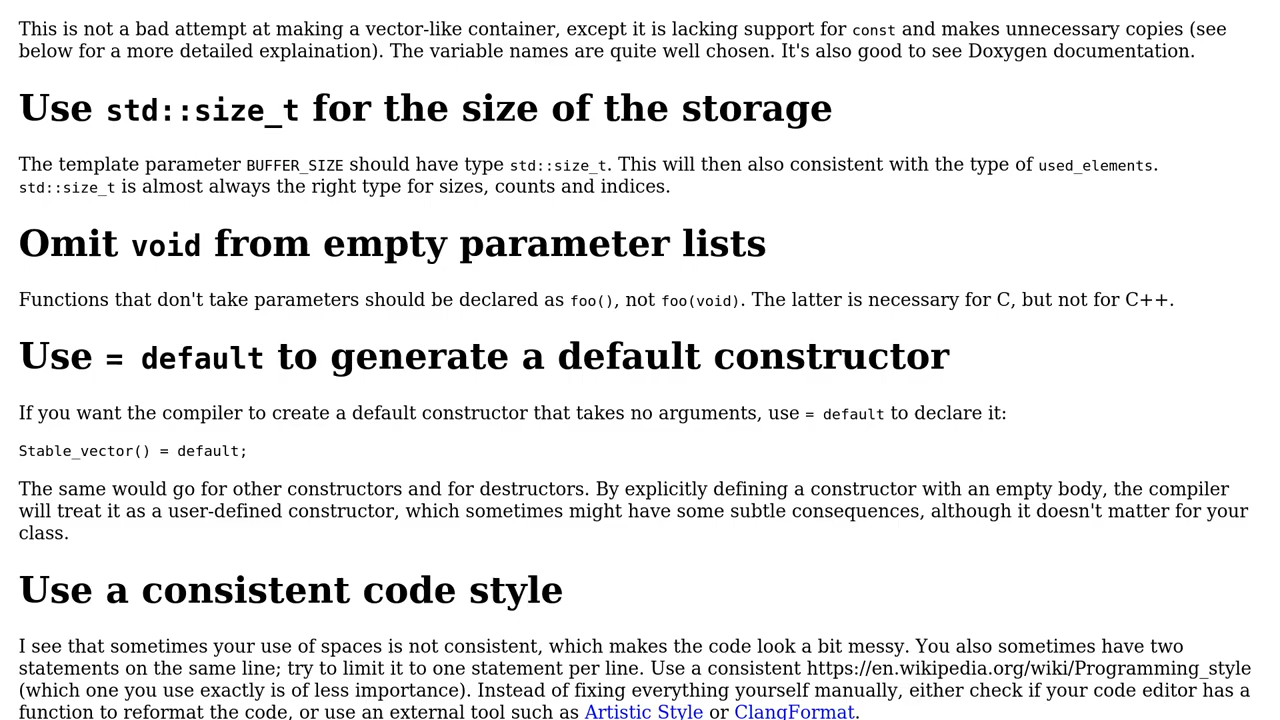 This is not a bad attempt at making a vector-like container, except it is lacking support for const and makes unnecessary copies (see
below for a more detailed explaination). The variable names are quite well chosen. It's also good to see Doxygen documentation.
Use std::size_t for the size of the storage
The template parameter BUFFER_SIZE should have type std::size_t. This will then also consistent with the type of used_elements.
std::size_t is almost always the right type for sizes, counts and indices.
Omit void from empty parameter lists
Functions that don't take parameters should be declared as foo(), not foo(void). The latter is necessary for C, but not for C++.
Use = default to generate a default constructor
If you want the compiler to create a default constructor that takes no arguments, use = default to declare it:
Stable_vector() = default;
The same would go for other constructors and for destructors. By explicitly defining a constructor with an empty body, the compiler
will treat it as a user-defined constructor, which sometimes might have some subtle consequences, although it doesn't matter for your
class.
Use a consistent code style
I see that sometimes your use of spaces is not consistent, which makes the code look a bit messy. You also sometimes have two
statements on the same line; try to limit it to one statement per line. Use a consistent https://en.wikipedia.org/wiki/Programming_style
(which one you use exactly is of less importance). Instead of fixing everything yourself manually, either check if your code editor has a
function to reformat the code, or use an external tool such as Artistic Style or ClangFormat.